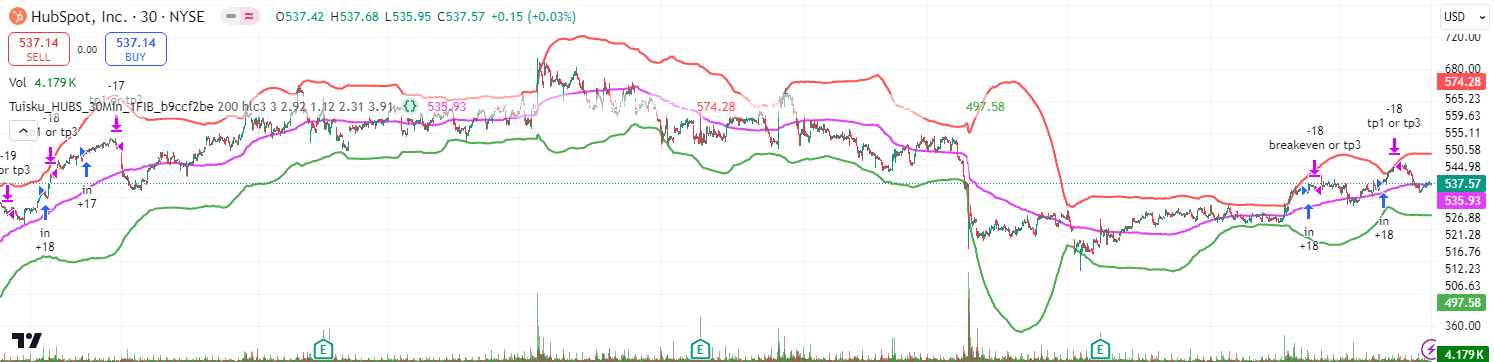 HubSpot, Inc. · 30 · NYSE
O537.42 H537.68 L535.95 C537.57 +0.15 (+0.03%)
USD
537.14
SELL
0.00
537.14
BUY
Vol 4.179 K
Tuisku_HUBS_30Min_1FIB_b9ccf2be 200 hlc3 3 2.92 1.12 2.31 3.91
535.93
574.28
497.58
-17
tp1 or tp3
-18
tp1 or tp3
-19
or tp3
in
+17
in
+18
-18
breakeven or tp3
-18
tp1 or tp3
in
+18
in
+18
720.00
680.00
574.28
565.23
559.63
555.11
550.58
544.98
537.57
535.93
526.88
521.28
516.76
512.23
506.63
497.58
360.00
4.179 K
E
E
E